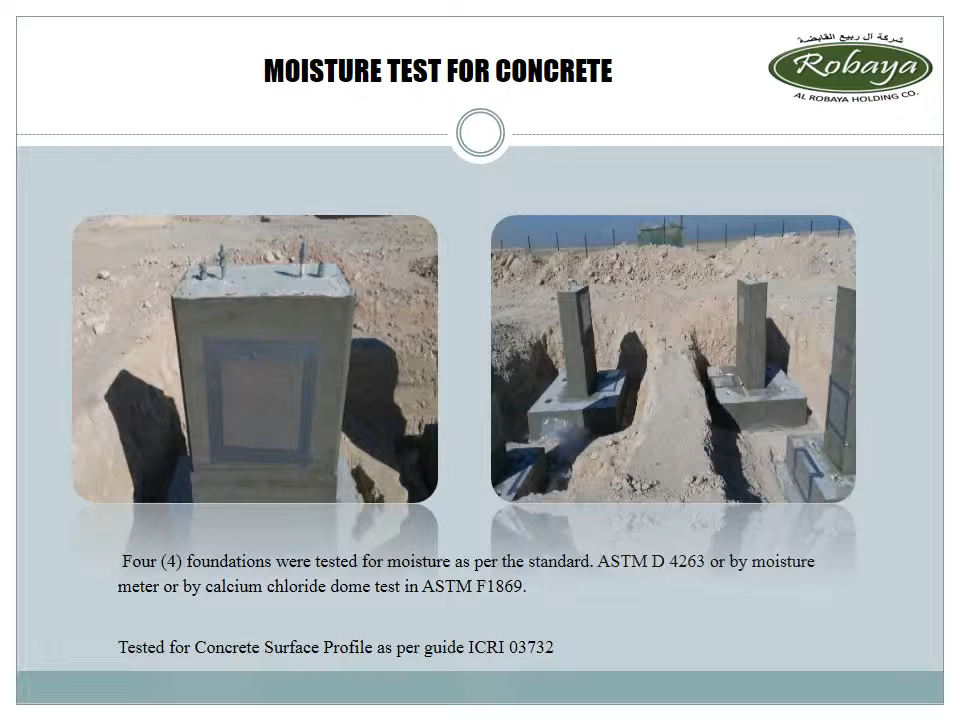 MOISTURE TEST FOR CONCRETE
شركة ال ربيع القابضة
Robaya
AL ROBAYA HOLDING CO.
Four (4) foundations were tested for moisture as per the standard. ASTM D 4263 or by moisture
meter or by calcium chloride dome test in ASTM F1869.
Tested for Concrete Surface Profile as per guide ICRI 03732